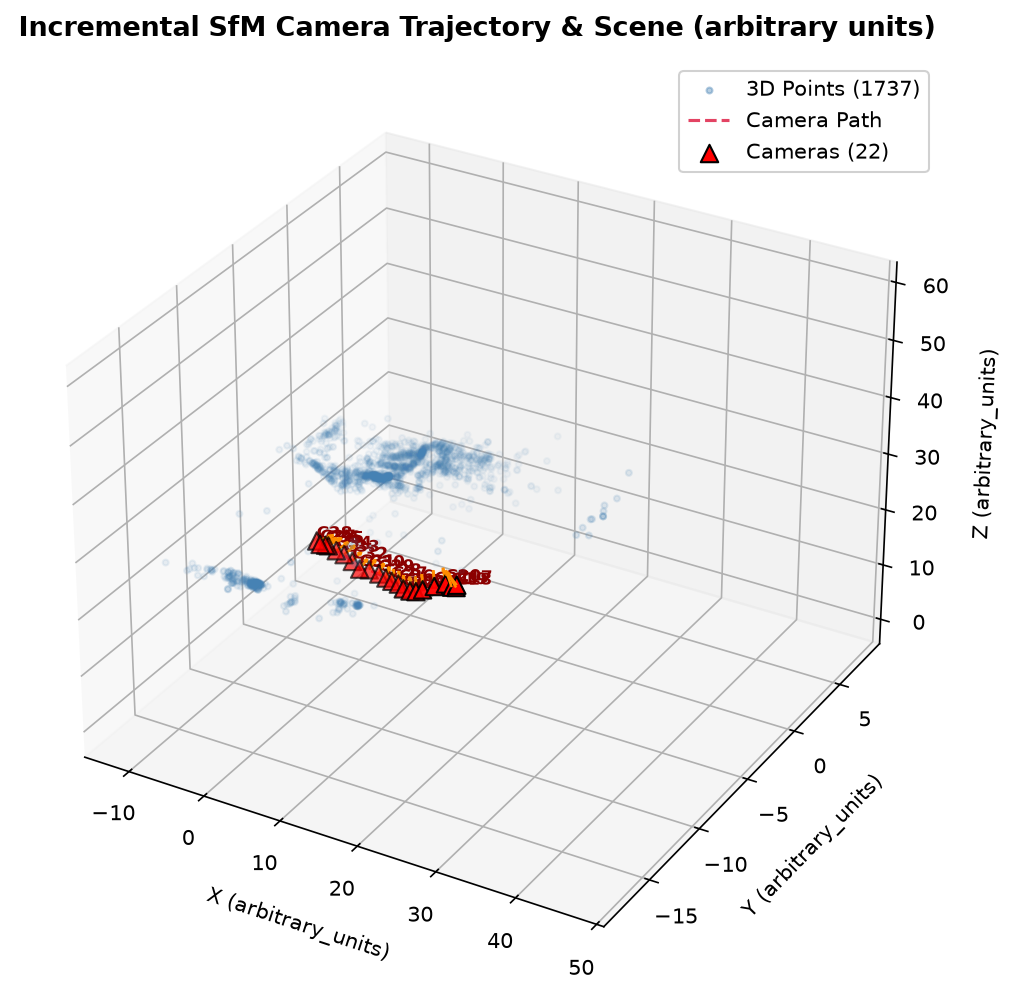 Incremental SfM Camera Trajectory & Scene (arbitrary units)
3D Points (1737)
Camera Path
Cameras (22)
60
50
40
30
20
10
0
Z (arbitrary_units)
5
0
−5
−10
−15
Y (arbitrary_units)
−10
0
10
20
30
40
50
X (arbitrary_units)